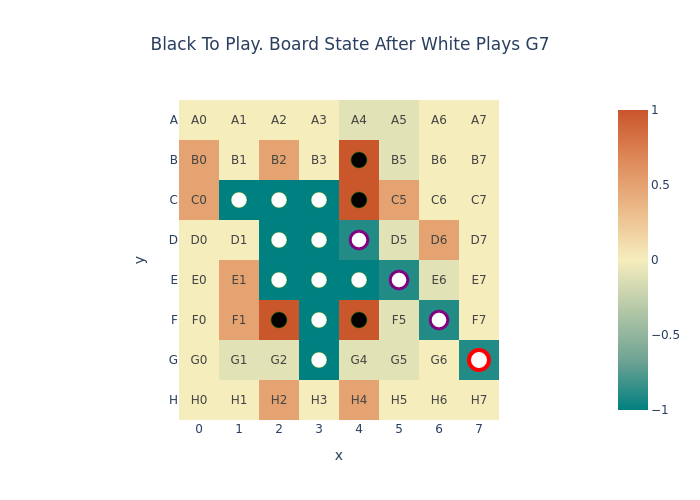 Black To Play. Board State After White Plays G7
A A0 A1 A2 A3 A4 A5 A6 A7
B B0 B1 B2 B3 B5 B6 B7
C C0 C5 C6 C7
D D0 D1 D5 D6 D7
E E0 E1 E6 E7
F F0 F1 F5 F7
G G0 G1 G2 G4 G5 G6
H H0 H1 H2 H3 H4 H5 H6 H7
0 1 2 3 4 5 6 7
x
y
1
0.5
0
−0.5
−1